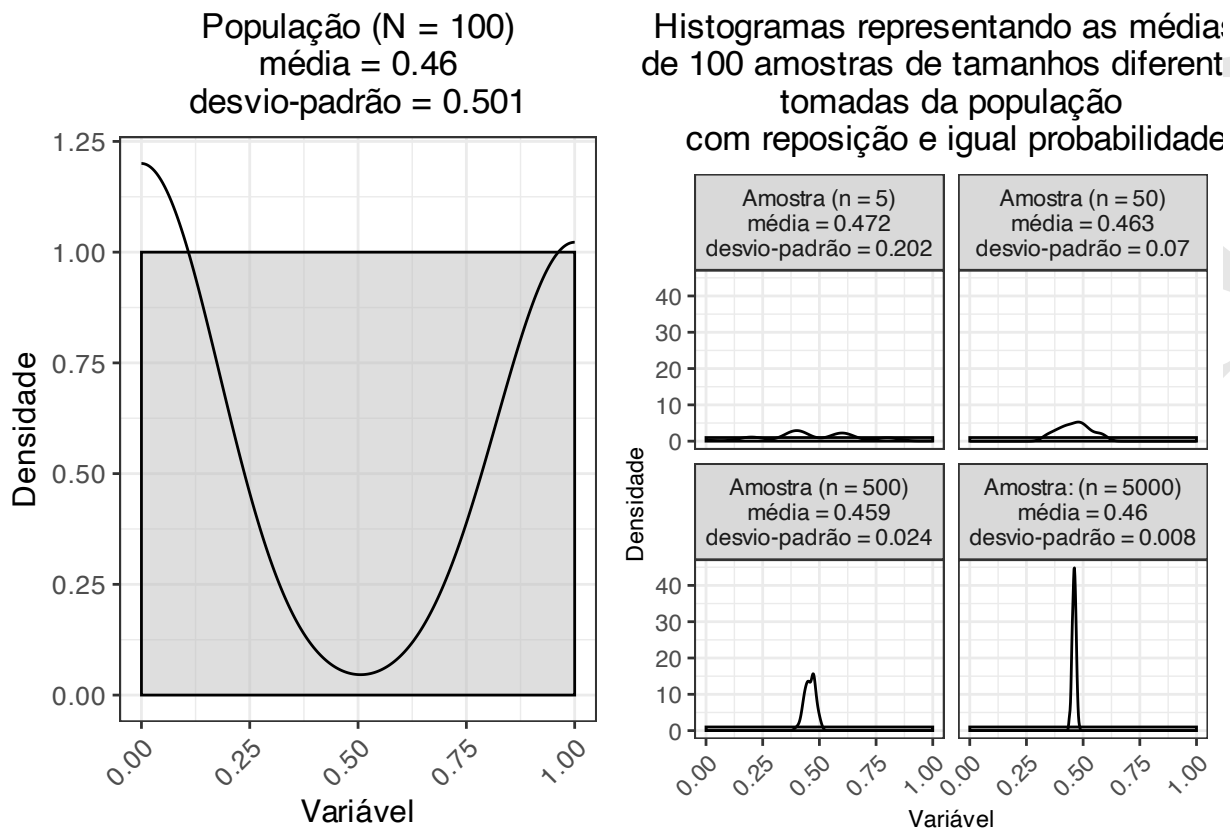 População (N = 100)
média = 0.46
desvio-padrão = 0.501
Densidade
1.25
1.00
0.75
0.50
0.25
0.00
0.00 0.25 0.50 0.75 1.00
Variável
Histogramas representando as média
de 100 amostras de tamanhos diferent
tomadas da população
com reposição e igual probabilidade
Amostra (n = 5)
média = 0.472
desvio-padrão = 0.202
Amostra (n = 50)
média = 0.463
desvio-padrão = 0.07
40
30
20
10
0
Densidade
Amostra (n = 500)
média = 0.459
desvio-padrão = 0.024
Amostra: (n = 5000)
média = 0.46
desvio-padrão = 0.008
40
30
20
10
0
0.00 0.25 0.50 0.75 1.00
0.00 0.25 0.50 0.75 1.00
Variável